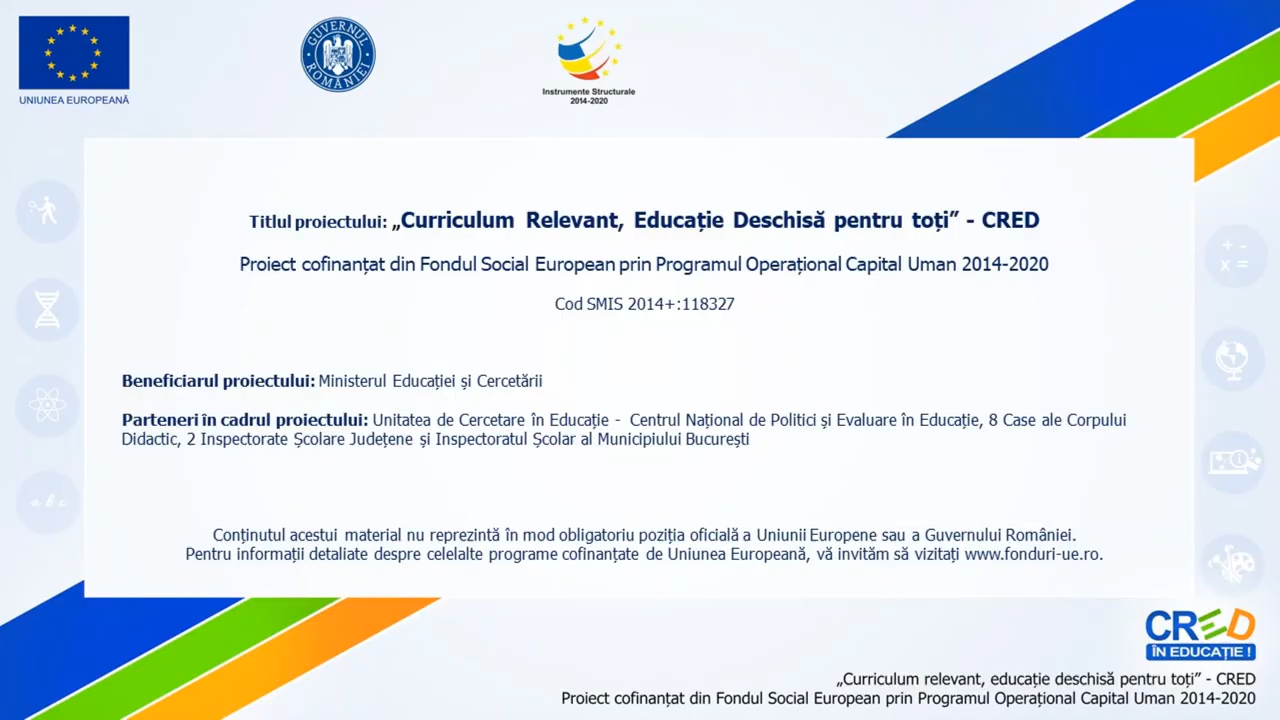 UNIUNEA EUROPEANĂ
GUVERNUL ROMÂNIEI
Instrumente Structurale
2014-2020
Titlul proiectului: „Curriculum Relevant, Educație Deschisă pentru toți” - CRED
Proiect cofinanțat din Fondul Social European prin Programul Operațional Capital Uman 2014-2020
Cod SMIS 2014+:118327
+ -
x =
Beneficiarul proiectului: Ministerul Educației și Cercetării
Parteneri în cadrul proiectului: Unitatea de Cercetare în Educație - Centrul Național de Politici și Evaluare în Educație, 8 Case ale Corpului
Didactic, 2 Inspectorate Școlare Județene și Inspectoratul Școlar al Municipiului București
a b c
Conținutul acestui material nu reprezintă în mod obligatoriu poziția oficială a Uniunii Europene sau a Guvernului României.
Pentru informații detaliate despre celelalte programe cofinanțate de Uniunea Europeană, vă invităm să vizitați www.fonduri-ue.ro.
CRED
ÎN EDUCAȚIE !
„Curriculum relevant, educație deschisă pentru toți” - CRED
Proiect cofinanțat din Fondul Social European prin Programul Operațional Capital Uman 2014-2020